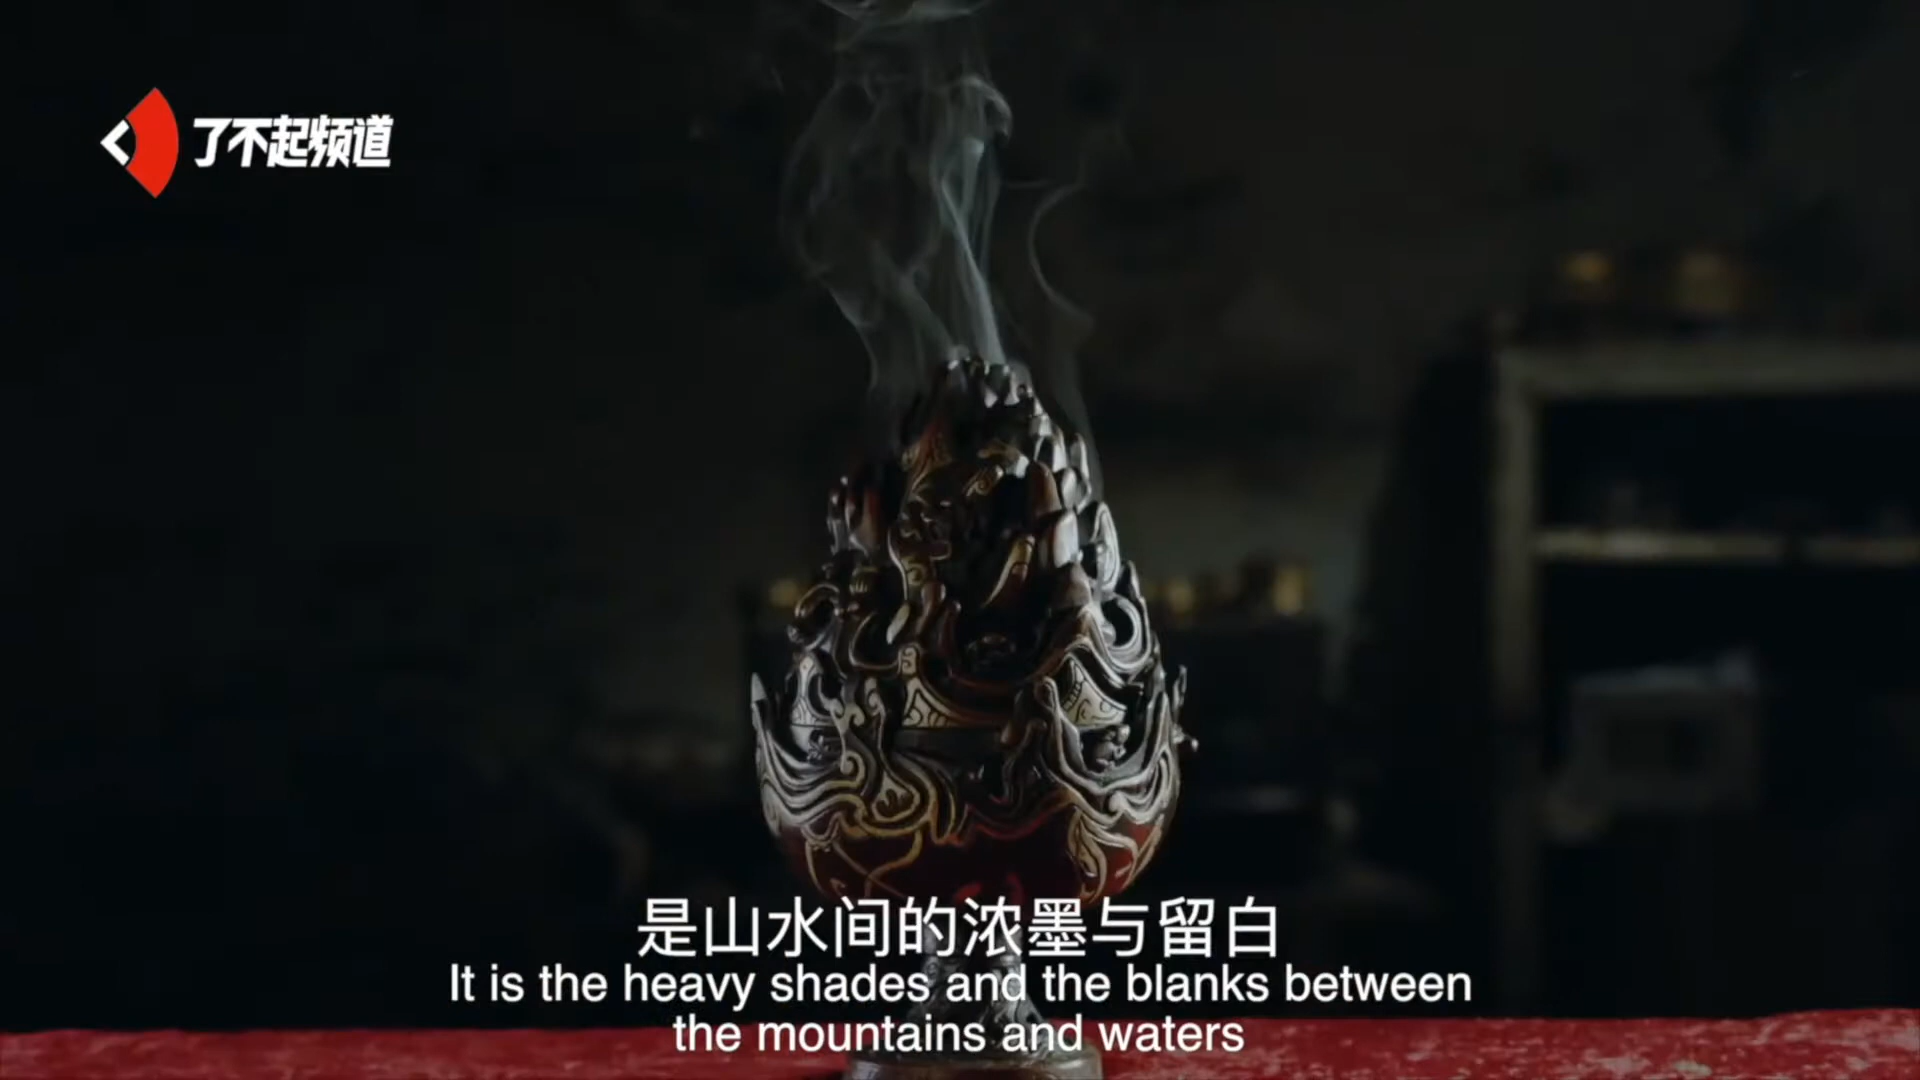 了不起频道
是山水间的浓墨与留白
It is the heavy shades and the blanks between
the mountains and waters